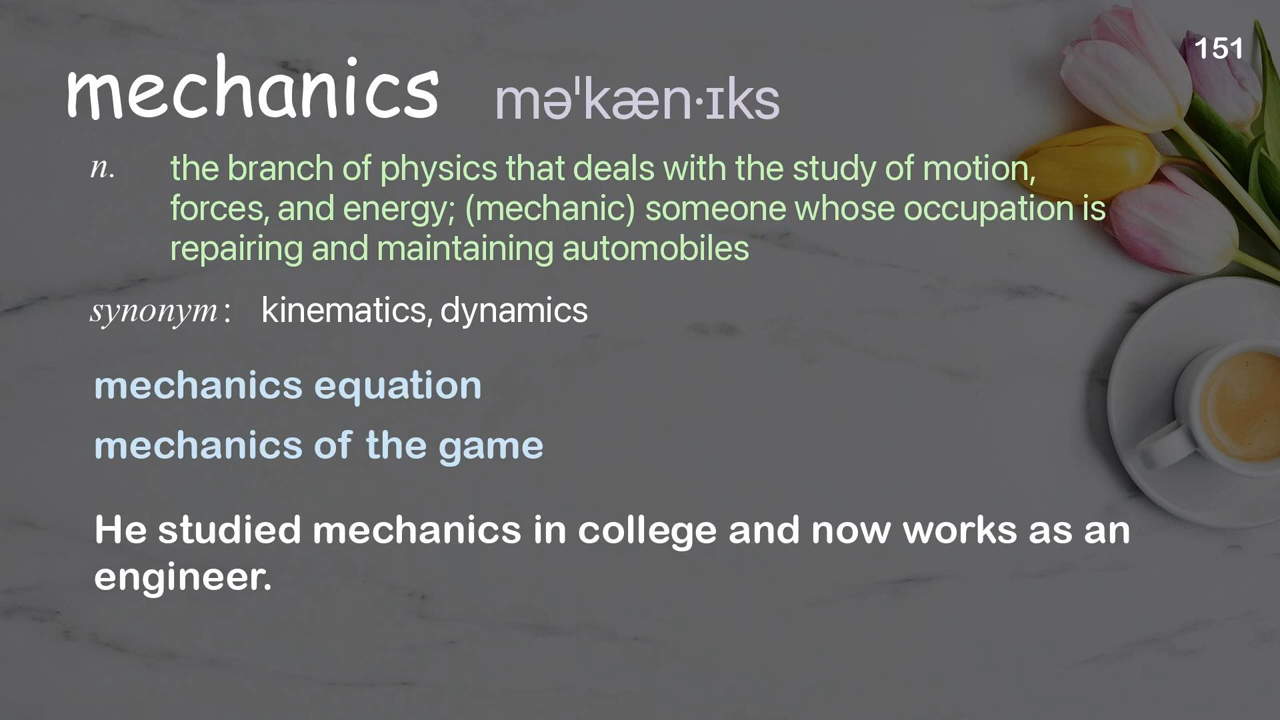 151
mechanics məˈkæn·ɪks
n. the branch of physics that deals with the study of motion,
forces, and energy; (mechanic) someone whose occupation is
repairing and maintaining automobiles
synonym: kinematics, dynamics
mechanics equation
mechanics of the game
He studied mechanics in college and now works as an
engineer.